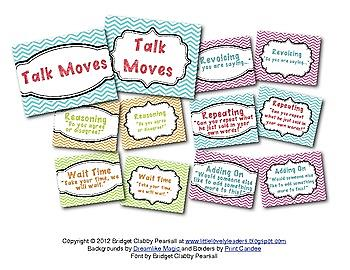 Talk Moves
Talk
Moves
Revoicing
"So you are
saying..."
Revoicing
"So you are saying..."
Reasoning
"Do you agree
or disagree?"
Reasoning
"Do you agree
or disagree?"
Repeating
"Can you repeat
what he just said in
your own words?"
Repeating
"Can you repeat
what he just said in
your own words?"
Wait Time
"Take your time, we
will wait."
Wait Time
"Take your time,
we will wait."
Adding On
"Would someone else
like to add something
more to this?"
Adding On
"Would someone
else like to add
something more
to this?"
Copyright © 2012 Bridget Clabby Pearsall at www.littlelovelyleaders.blogspot.com
Backgrounds by Dreamlike Magic and Borders by Print Candee
Font by Bridget Clabby Pearsall